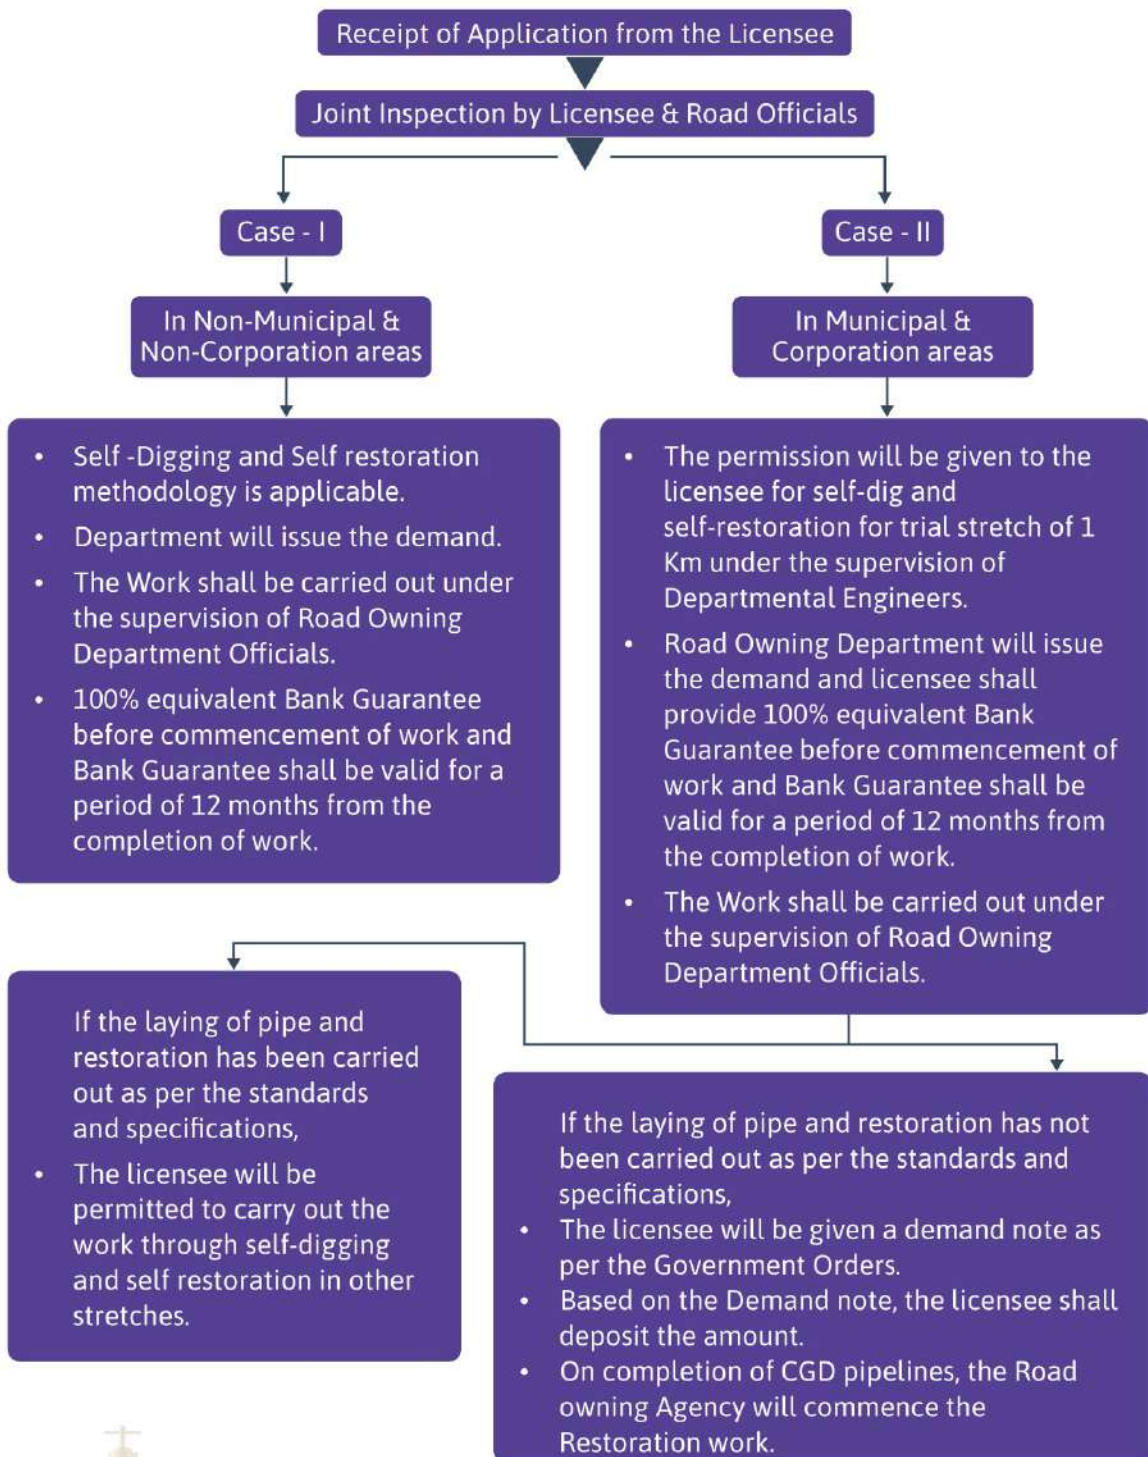 Receipt of Application from the Licensee
Joint Inspection by Licensee & Road Officials
Case - I
In Non-Municipal &
Non-Corporation areas
• Self -Digging and Self restoration
methodology is applicable.
• Department will issue the demand.
• The Work shall be carried out under
the supervision of Road Owning
Department Officials.
• 100% equivalent Bank Guarantee
before commencement of work and
Bank Guarantee shall be valid for a
period of 12 months from the
completion of work.
Case - II
In Municipal &
Corporation areas
• The permission will be given to the
licensee for self-dig and
self-restoration for trial stretch of 1
Km under the supervision of
Departmental Engineers.
• Road Owning Department will issue
the demand and licensee shall
provide 100% equivalent Bank
Guarantee before commencement of
work and Bank Guarantee shall be
valid for a period of 12 months from
the completion of work.
• The Work shall be carried out under
the supervision of Road Owning
Department Officials.
If the laying of pipe and
restoration has been carried
out as per the standards
and specifications,
• The licensee will be
permitted to carry out the
work through self-digging
and self restoration in other
stretches.
If the laying of pipe and restoration has not
been carried out as per the standards and
specifications,
• The licensee will be given a demand note as
per the Government Orders.
• Based on the Demand note, the licensee shall
deposit the amount.
• On completion of CGD pipelines, the Road
owning Agency will commence the
Restoration work.